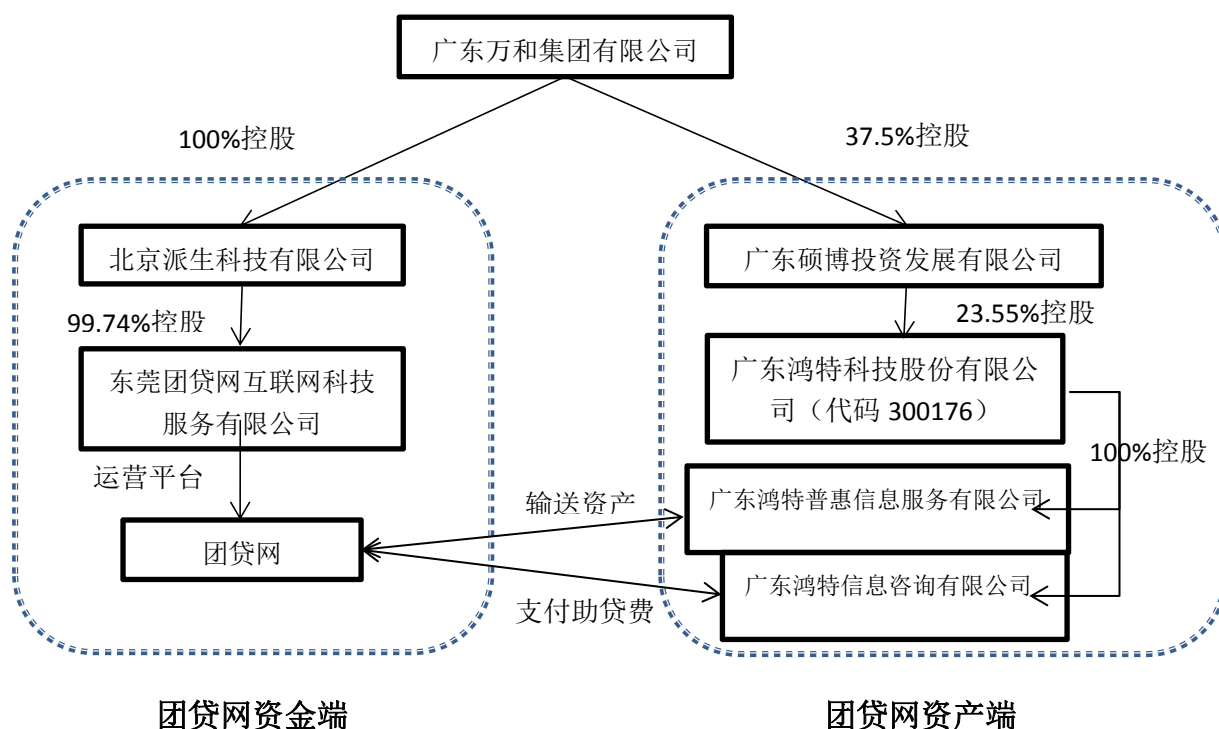 广东万和集团有限公司
100%控股
37.5%控股
北京派生科技有限公司
广东硕博投资发展有限公司
99.74%控股
23.55%控股
东莞团贷网互联网科技
服务有限公司
广东鸿特科技股份有限公
司（代码 300176）
100%控股
运营平台
输送资产
广东鸿特普惠信息服务有限公司
团贷网
广东鸿特信息咨询有限公司
支付助贷费
团贷网资金端
团贷网资产端